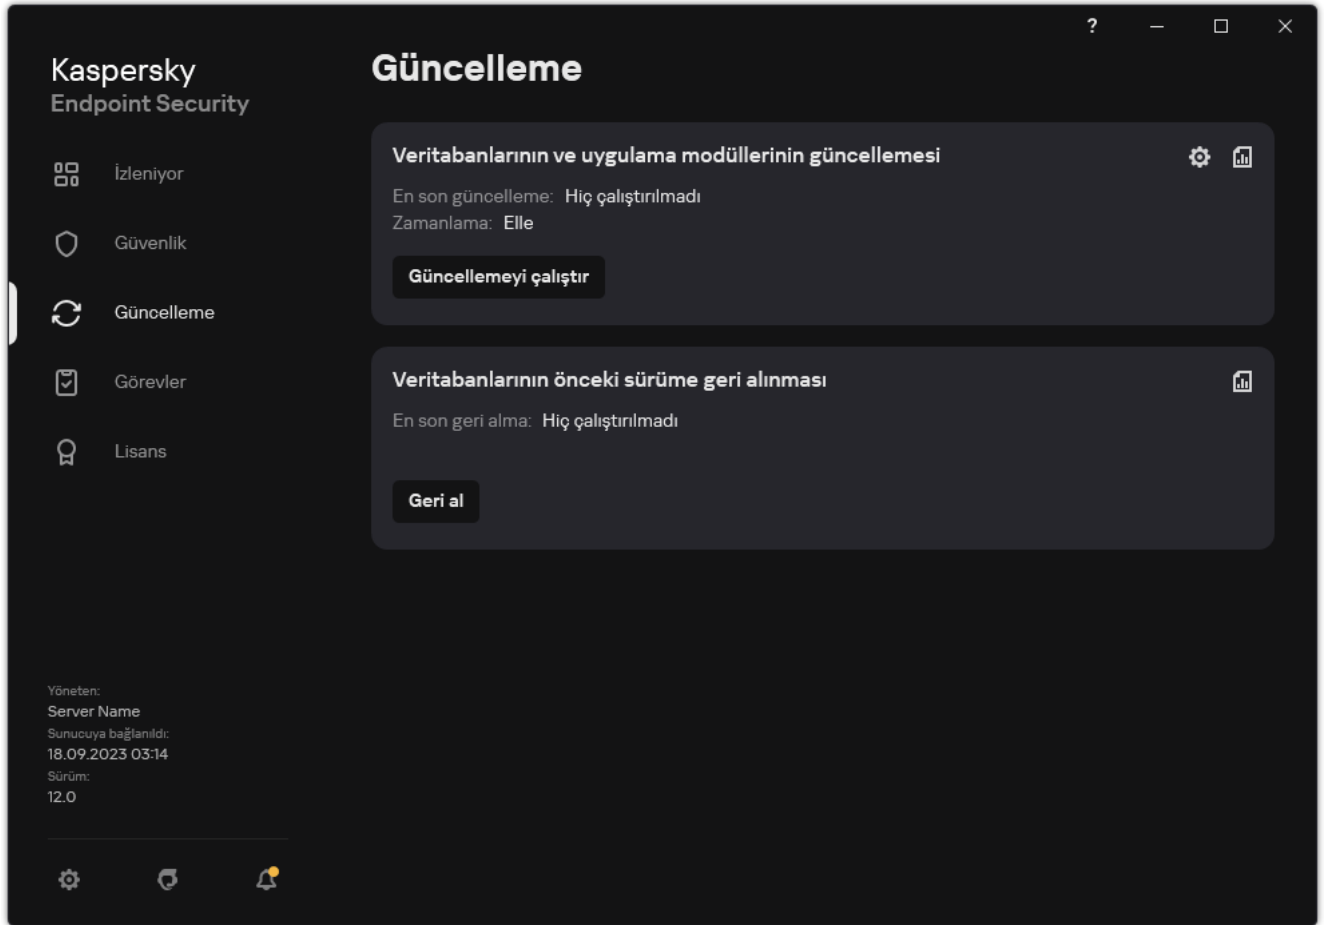 ?
Kaspersky
Endpoint Security
İzleniyor
Güvenlik
Güncelleme
Görevler
Lisans
Yöneten:
Server Name
Sunucuya bağlanıldı:
18.09.2023 03:14
Sürüm:
12.0
Güncelleme
Veritabanlarının ve uygulama modüllerinin güncellemesi
En son güncelleme: Hiç çalıştırılmadı
Zamanlama: Elle
Güncellemeyi çalıştır
Veritabanlarının önceki sürüme geri alınması
En son geri alma: Hiç çalıştırılmadı
Geri al